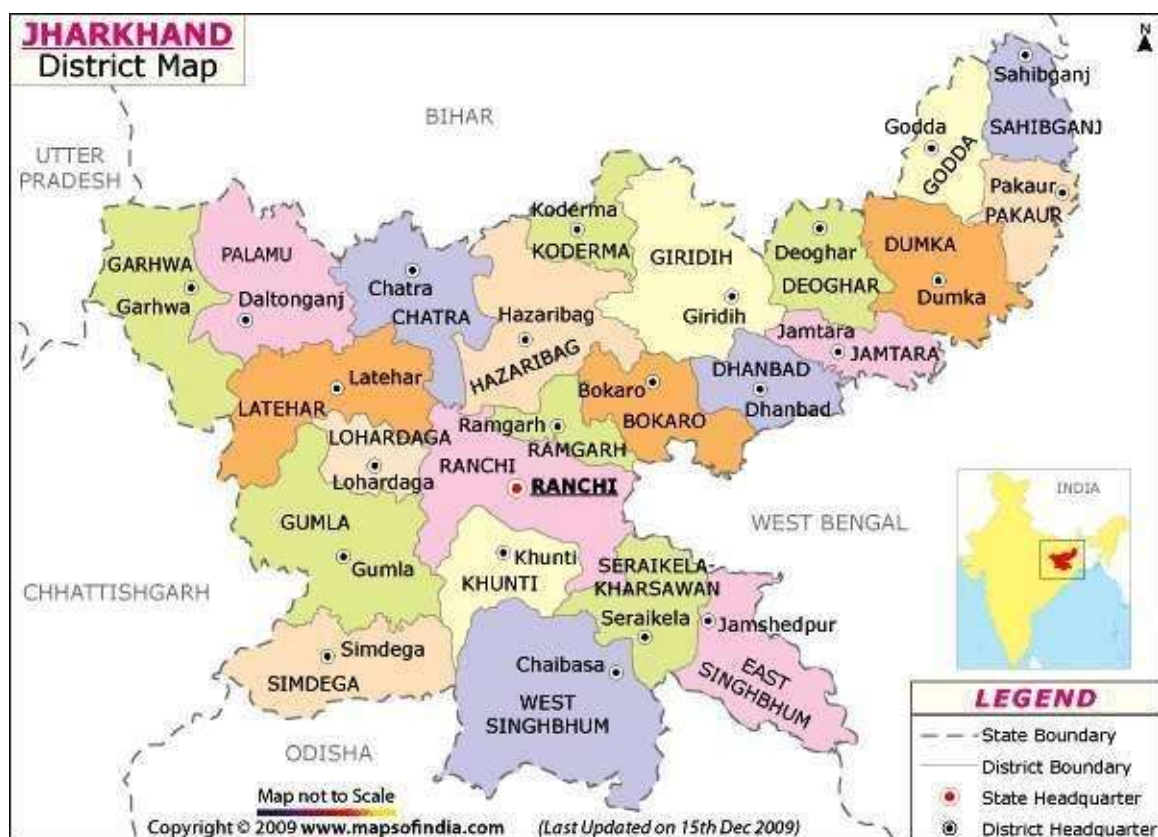 JHARKHAND
District Map
N
BIHAR
UTTER
PRADESH
Sahibganj
SAHIBGANJ
Godda
GODDA
Pakaur
PAKAUR
Koderma
KODERMA
GIRIDIH
Giridih
Deoghar
DEOGHAR
DUMKA
Dumka
GARHWA
Garhwa
PALAMU
Daltonganj
Chatra
CHATRA
Hazaribag
HAZARIBAG
Jamtara
JAMTARA
DHANBAD
Dhanbad
Latehar
LATEHAR
Bokaro
BOKARO
LOHARDAGA
Lohardaga
Ramgarh
RAMGARH
RANCHI
RANCHI
WEST BENGAL
INDIA
GUMLA
Gumla
Khunti
KHUNTI
SERAIKELA-
KHARSAWAN
Seraikela
CHHATTISHGARH
Jamshedpur
EAST
SINGHBHUM
Simdega
SIMDEGA
Chaibasa
WEST
SINGHBHUM
ODISHA
LEGEND
State Boundary
District Boundary
State Headquarter
District Headquarter
Map not to Scale
Copyright © 2009 www.mapsofindia.com (Last Updated on 15th Dec 2009)